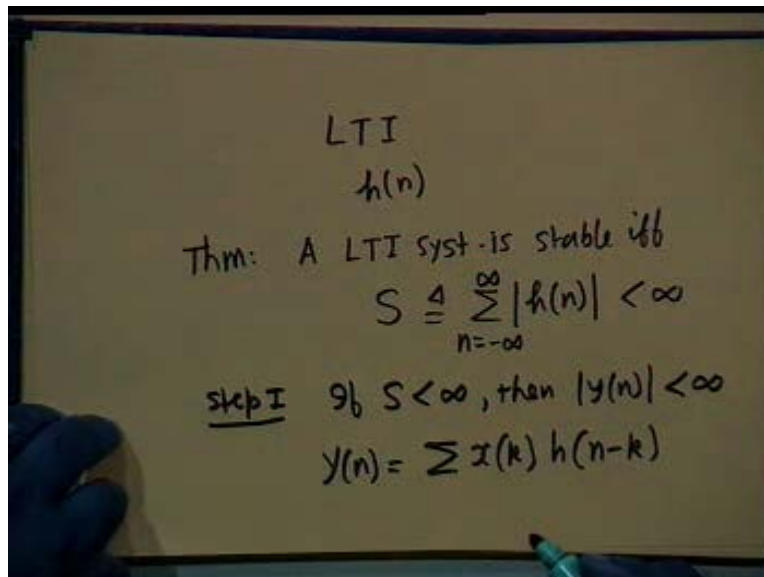 LTI
h(n)
Thm: A LTI syst. is stable iff
S ≜ ∞∑n=-∞ |h(n)| < ∞
Step I If S < ∞, then |y(n)| < ∞
y(n) = ∑ x(k) h(n-k)